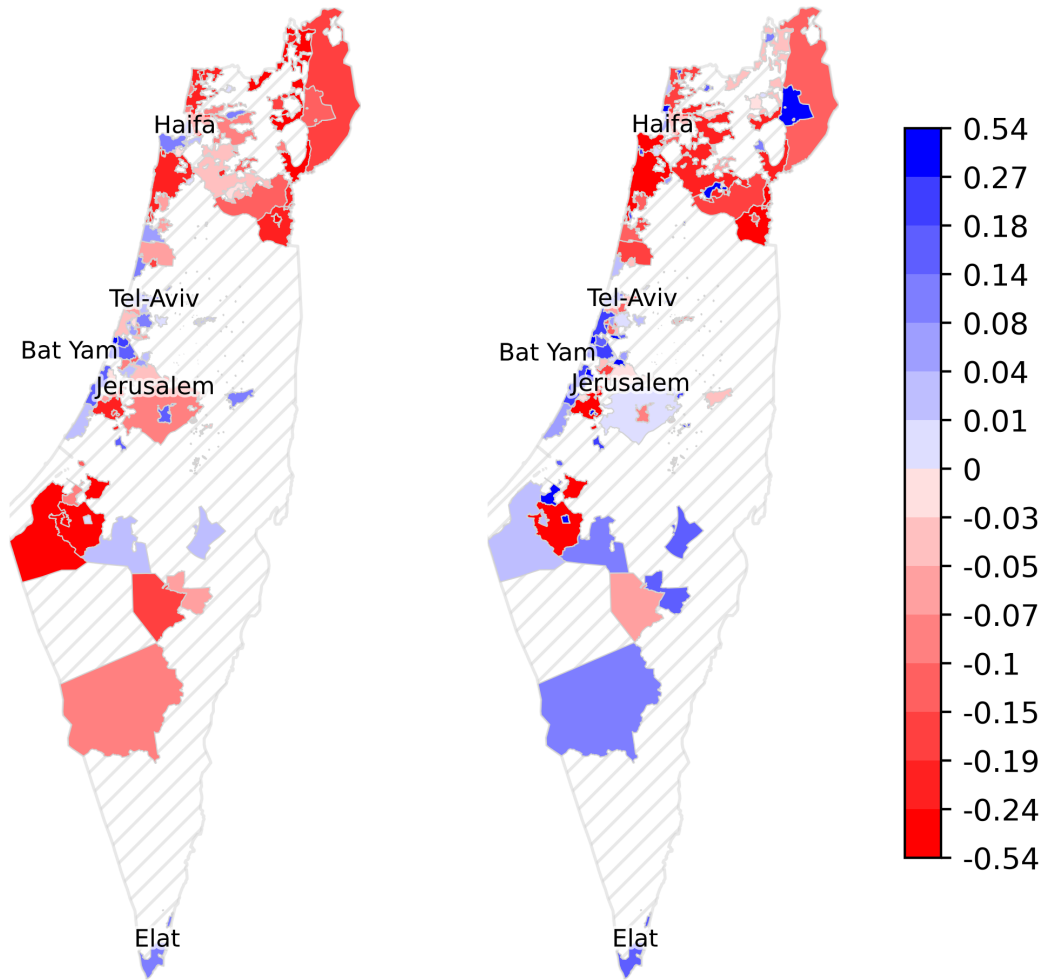 Haifa
Tel-Aviv
Bat Yam
Jerusalem
Elat
Haifa
Tel-Aviv
Bat Yam
Jerusalem
Elat
0.54
0.27
0.18
0.14
0.08
0.04
0.01
0
-0.03
-0.05
-0.07
-0.1
-0.15
-0.19
-0.24
-0.54